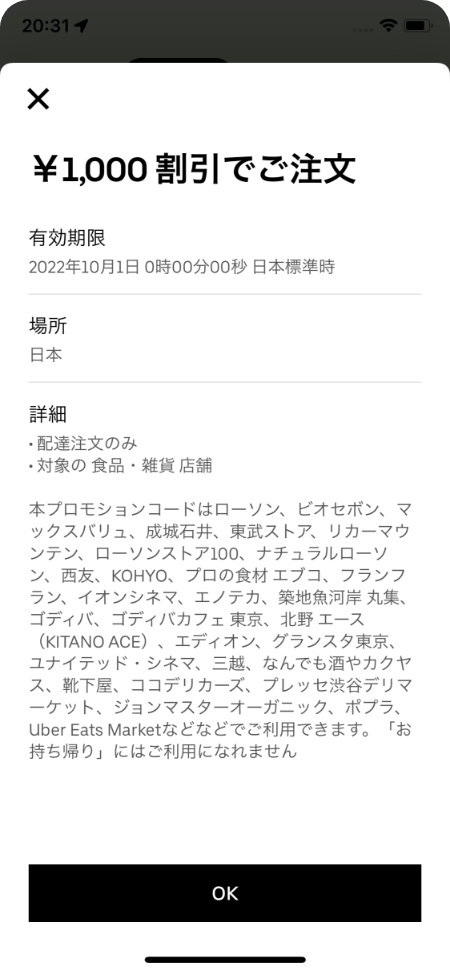 20:31
¥1,000 割引でご注文
有効期限
2022年10月1日 0時00分00秒 日本標準時
場所
日本
詳細
• 配達注文のみ
• 対象の 食品・雑貨 店舗
本プロモションコードはローソン、ビオセボン、マ
ックスバリュ、成城石井、東武ストア、リカーマウ
ンテン、ローソンストア100、ナチュラルローソ
ン、西友、KOHYO、プロの食材 エブコ、フランフ
ラン、イオンシネマ、エノテカ、築地魚河岸 丸集、
ゴディバ、ゴディバカフェ 東京、北野 エース
（KITANO ACE）、エディオン、グランスタ東京、
ユナイテッド・シネマ、三越、なんでも酒やカクヤ
ス、靴下屋、ココデリカーズ、プレッセ渋谷デリマ
ーケット、ジョンマスターオーガニック、ポプラ、
Uber Eats Marketなどなどでご利用できます。「お
持ち帰り」にはご利用になれません
OK